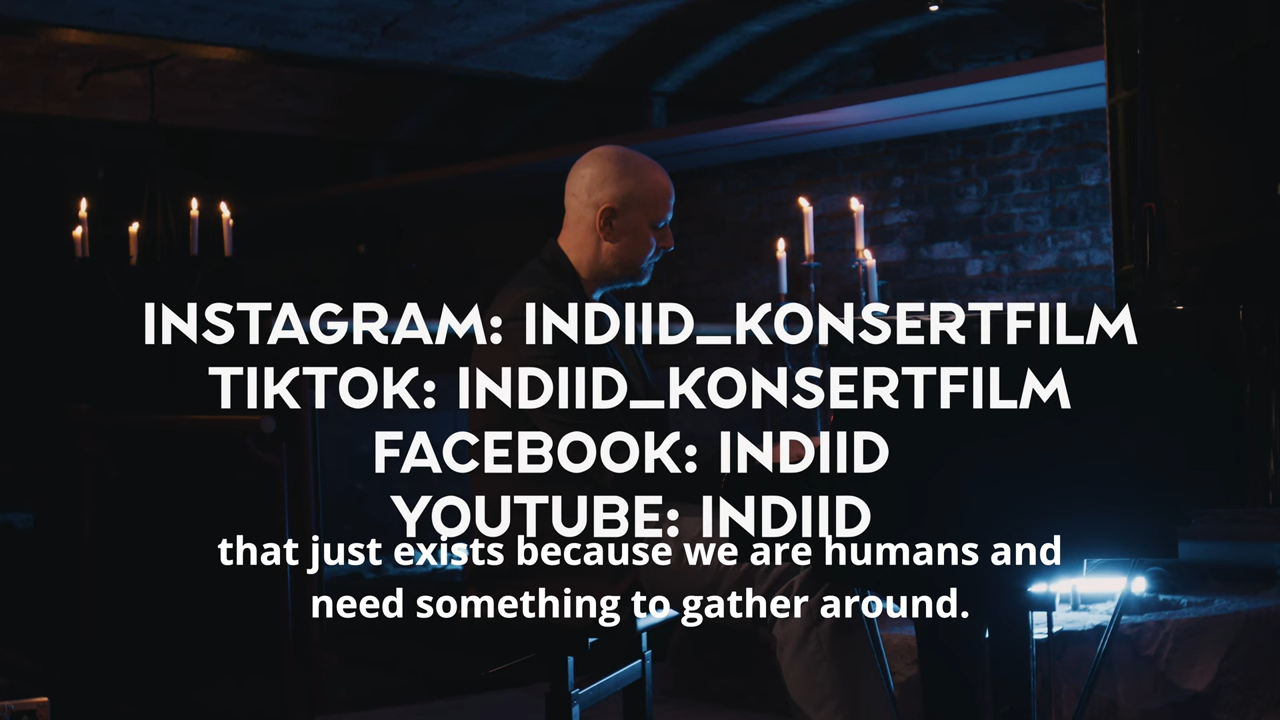 INSTAGRAM: INDIID_KONSERTFILM
TIKTOK: INDIID_KONSERTFILM
FACEBOOK: INDIID
YOUTUBE: INDIID
that just exists because we are humans and
need something to gather around.